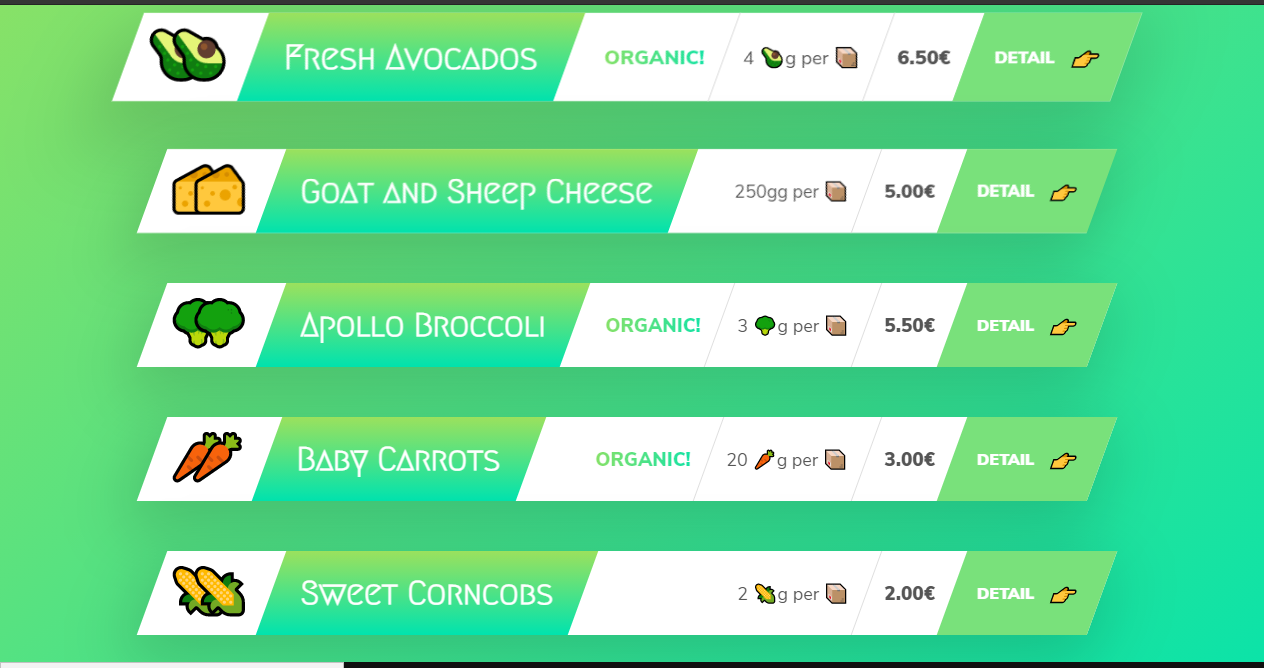 Fresh Avocados ORGANIC! 4 🥑g per 📦 6.50€ DETAIL 👉
Goat and Sheep Cheese 250gg per 📦 5.00€ DETAIL 👉
Apollo Broccoli ORGANIC! 3 🥦g per 📦 5.50€ DETAIL 👉
Baby Carrots ORGANIC! 20 🥕g per 📦 3.00€ DETAIL 👉
Sweet Corncobs 2 🌽g per 📦 2.00€ DETAIL 👉